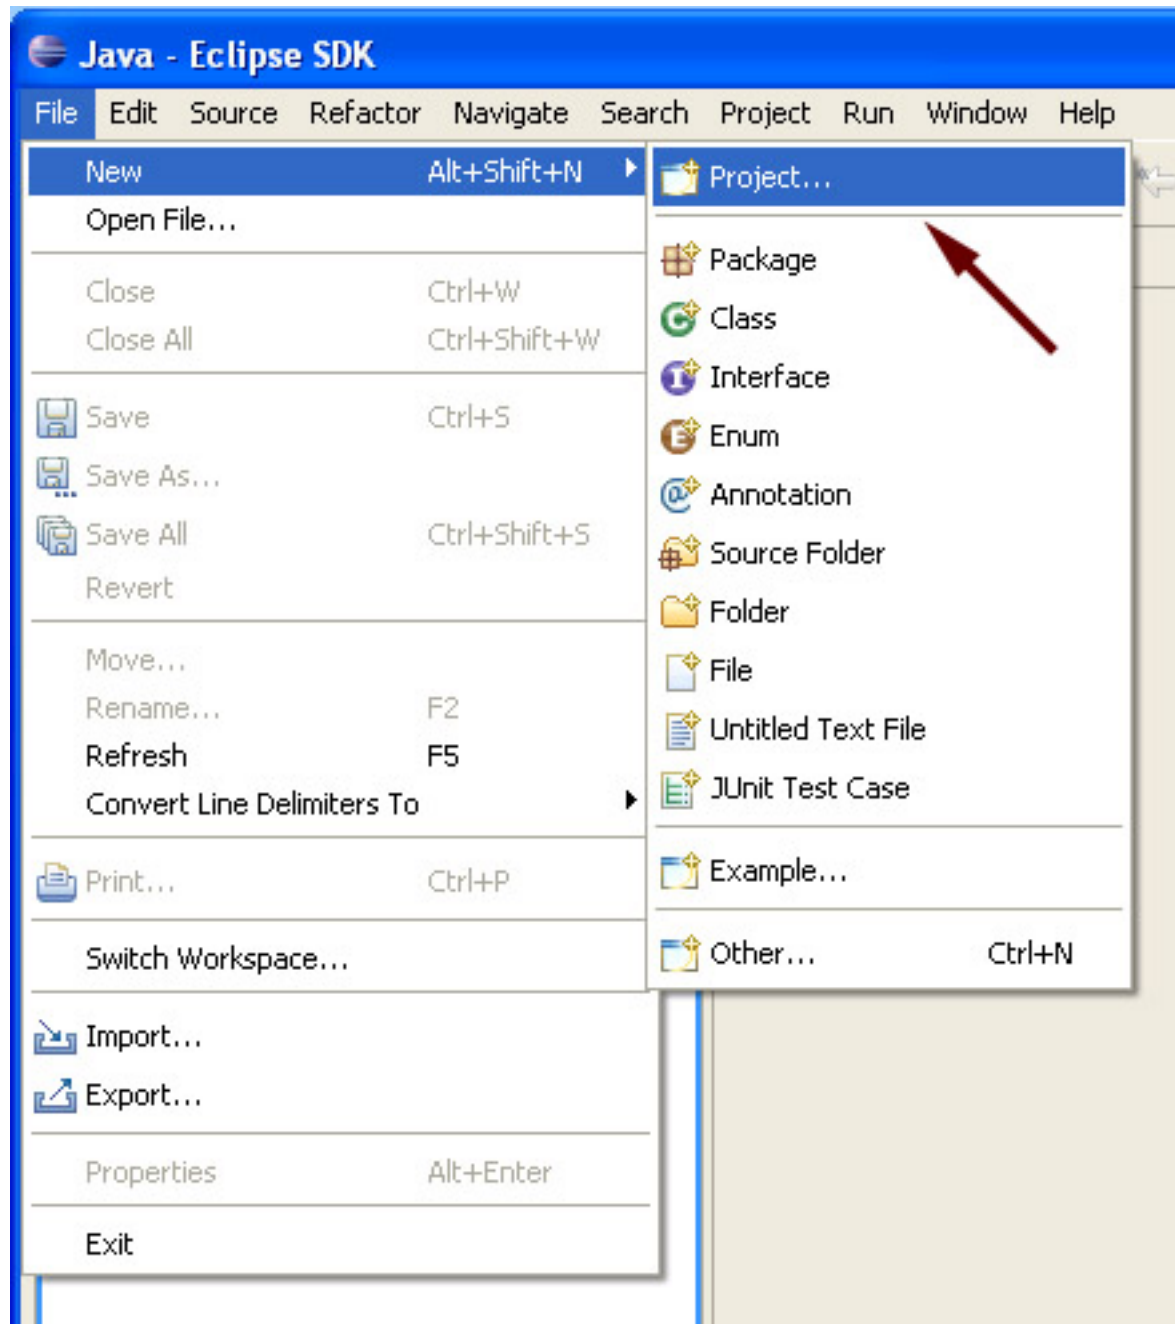 Java - Eclipse SDK
File Edit Source Refactor Navigate Search Project Run Window Help
New Alt+Shift+N
Open File...
Close Ctrl+W
Close All Ctrl+Shift+W
Save Ctrl+S
Save As...
Save All Ctrl+Shift+S
Revert
Move...
Rename... F2
Refresh F5
Convert Line Delimiters To
Print... Ctrl+P
Switch Workspace...
Import...
Export...
Properties Alt+Enter
Exit
Project...
Package
Class
Interface
Enum
Annotation
Source Folder
Folder
File
Untitled Text File
JUnit Test Case
Example...
Other... Ctrl+N